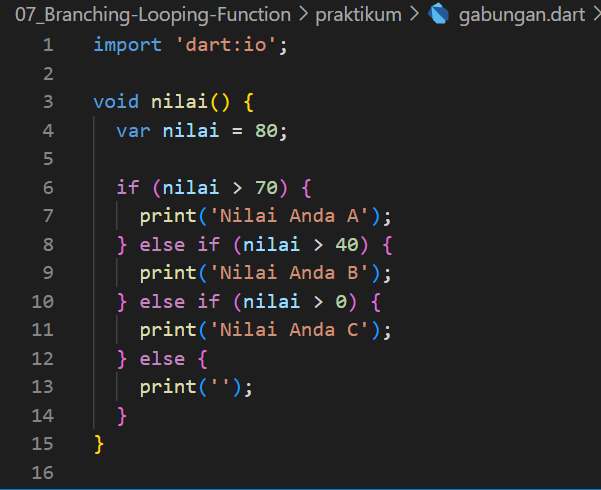 07_Branching-Looping-Function > praktikum > gabungan.dart >
1 import 'dart:io';
2
3 void nilai() {
4   var nilai = 80;
5
6   if (nilai > 70) {
7     print('Nilai Anda A');
8   } else if (nilai > 40) {
9     print('Nilai Anda B');
10   } else if (nilai > 0) {
11     print('Nilai Anda C');
12   } else {
13     print('');
14   }
15 }
16